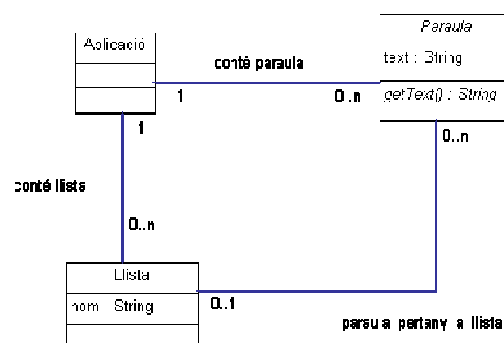 Aplicació
Paraula
text : String
getText() : String
conté paraula
1
0..n
1
0..n
conté llista
0..n
Llista
nom : String
0..1
paraula pertany a llista